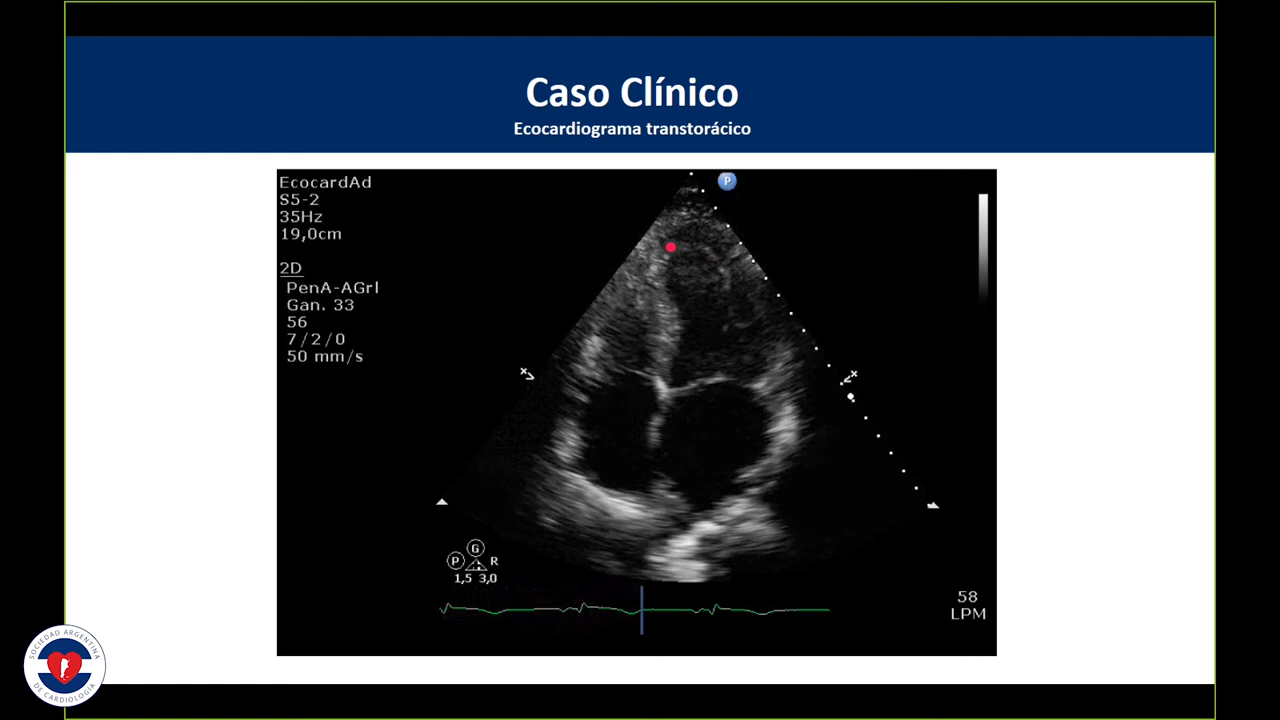 Caso Clínico
Ecocardiograma transtorácico
EcocardAd
S5-2
35Hz
19,0cm
2D
PenA-AGrl
Gan. 33
56
7/2/0
50 mm/s
P
G
P R
1,5 3,0
58
LPM
SOCIEDAD ARGENTINA
DE CARDIOLOGÍA